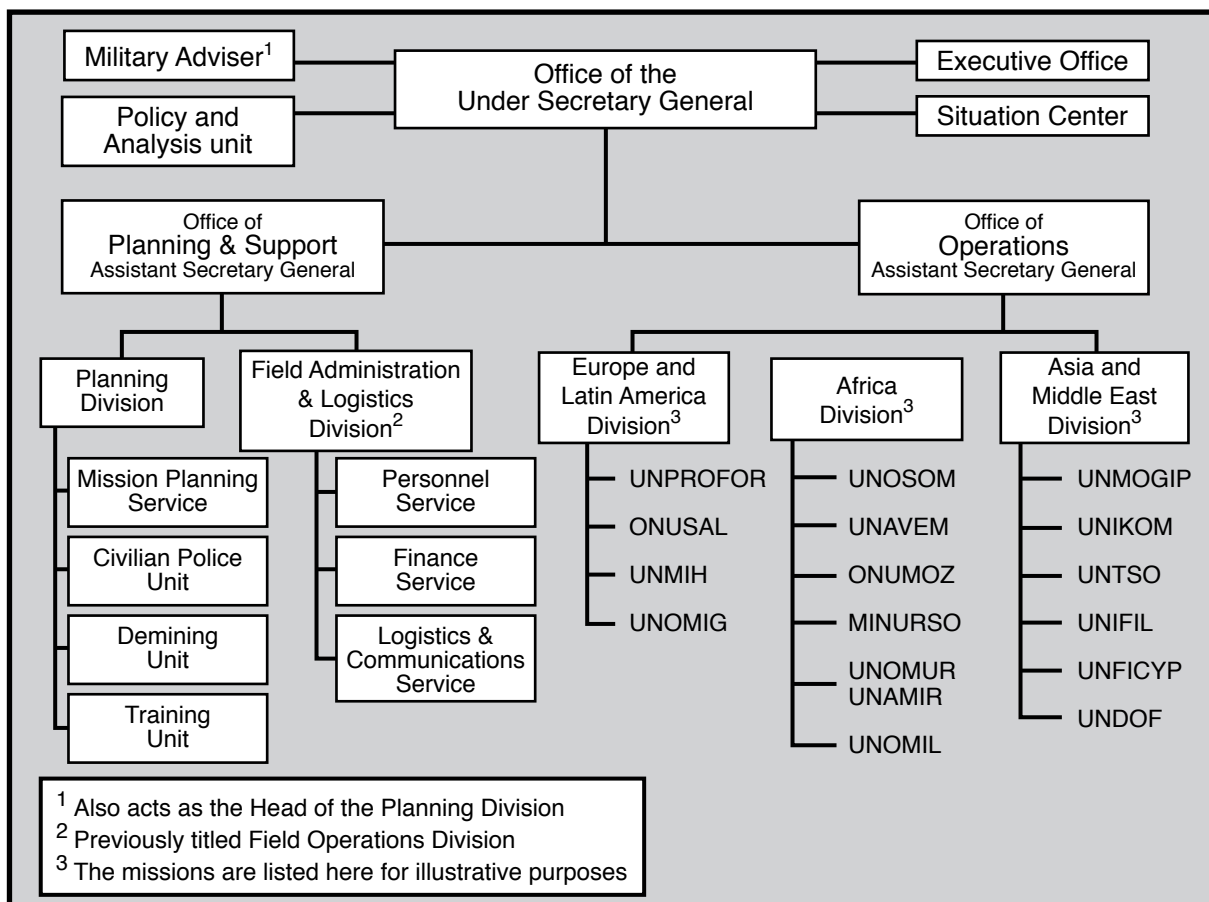 Military Adviser1
Office of the
Under Secretary General
Executive Office
Policy and
Analysis unit
Situation Center
Office of
Planning & Support
Assistant Secretary General
Office of
Operations
Assistant Secretary General
Planning
Division
Mission Planning
Service
Civilian Police
Unit
Demining
Unit
Training
Unit
Field Administration
& Logistics
Division2
Personnel
Service
Finance
Service
Logistics &
Communications
Service
Europe and
Latin America
Division3
UNPROFOR
ONUSAL
UNMIH
UNOMIG
Africa
Division3
UNOSOM
UNAVEM
ONUMOZ
MINURSO
UNOMUR
UNAMIR
UNOMIL
Asia and
Middle East
Division3
UNMOGIP
UNIKOM
UNTSO
UNIFIL
UNFICYP
UNDOF
1 Also acts as the Head of the Planning Division
2 Previously titled Field Operations Division
3 The missions are listed here for illustrative purposes